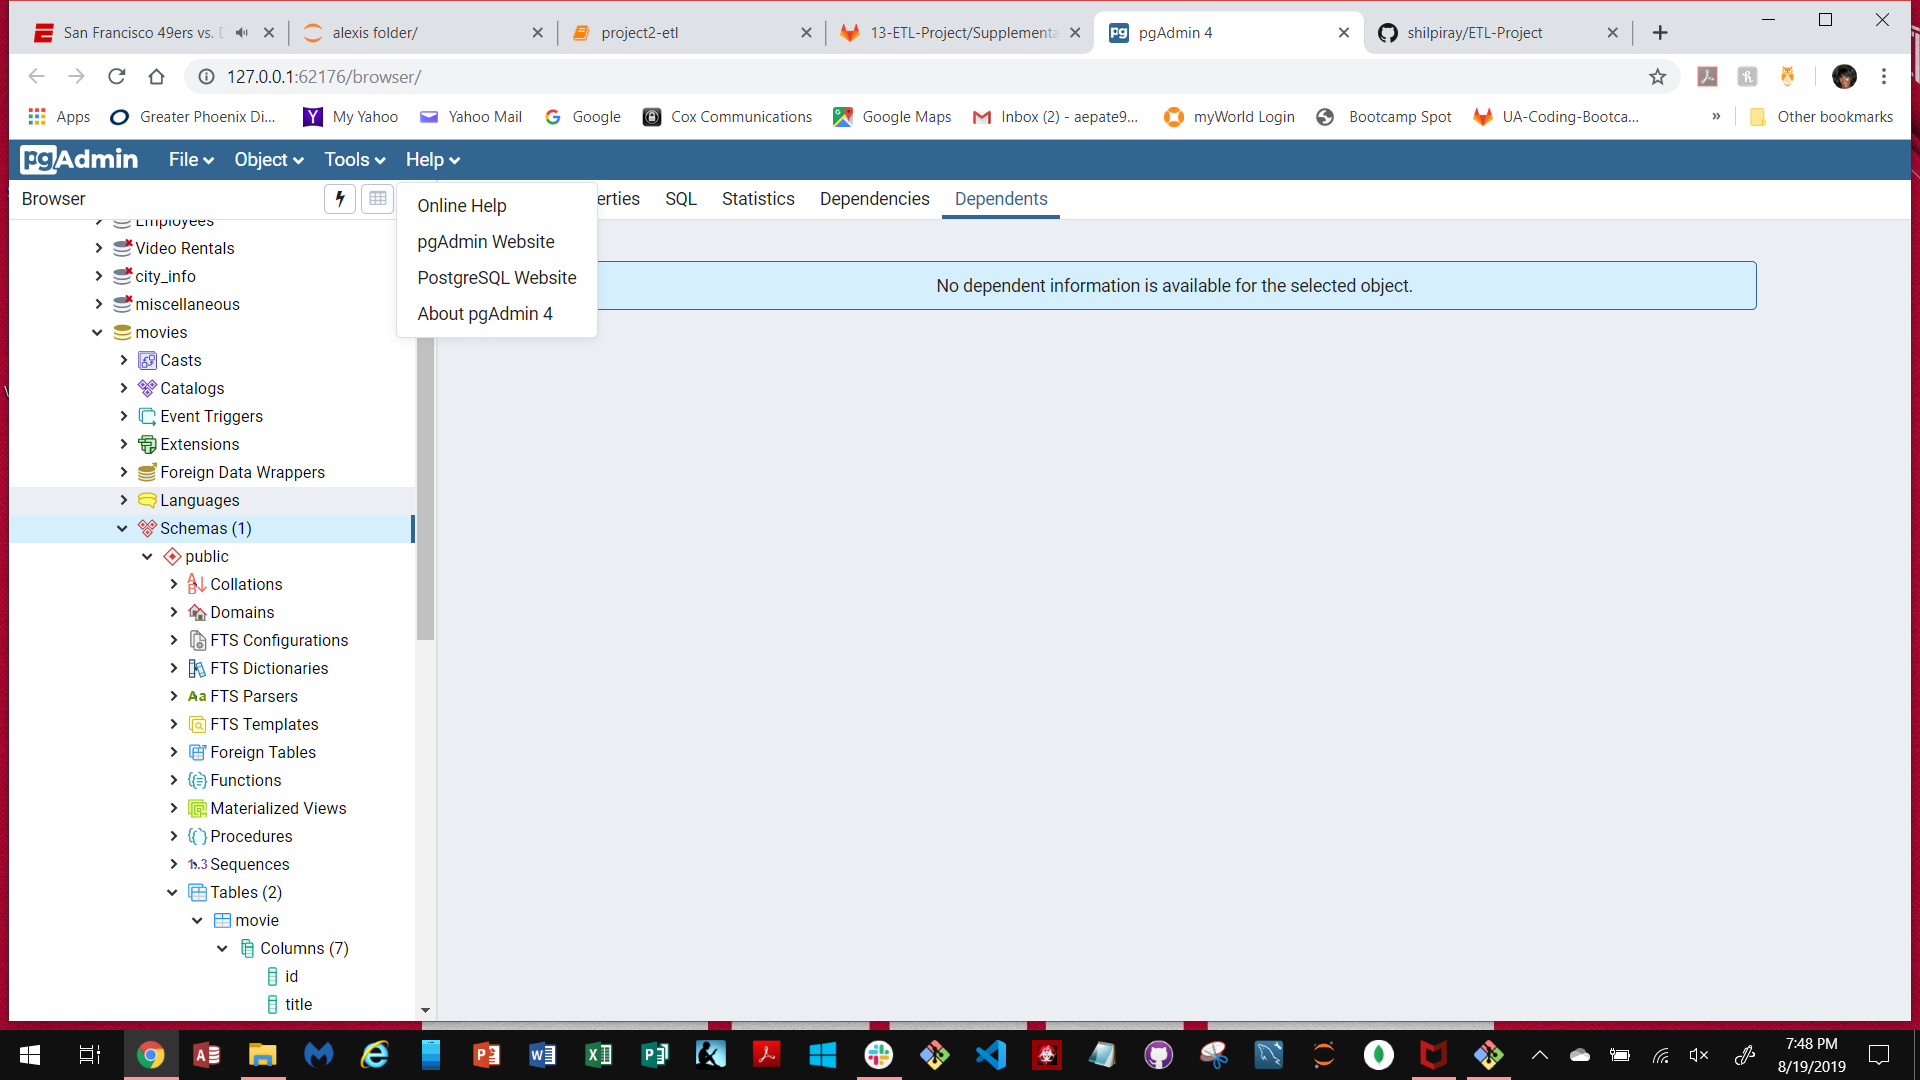 San Francisco 49ers vs. D
alexis folder/
project2-etl
13-ETL-Project/Supplementa
pgAdmin 4
shilpiray/ETL-Project
127.0.0.1:62176/browser/
Apps
Greater Phoenix Di...
My Yahoo
Yahoo Mail
Google
Cox Communications
Google Maps
Inbox (2) - aepate9...
myWorld Login
Bootcamp Spot
UA-Coding-Bootca...
»
Other bookmarks
pgAdmin
File
Object
Tools
Help
Browser
erties
SQL
Statistics
Dependencies
Dependents
Online Help
pgAdmin Website
PostgreSQL Website
About pgAdmin 4
No dependent information is available for the selected object.
Employees
Video Rentals
city_info
miscellaneous
movies
Casts
Catalogs
Event Triggers
Extensions
Foreign Data Wrappers
Languages
Schemas (1)
public
Collations
Domains
FTS Configurations
FTS Dictionaries
Aa FTS Parsers
FTS Templates
Foreign Tables
Functions
Materialized Views
Procedures
1..3 Sequences
Tables (2)
movie
Columns (7)
id
title
7:48 PM
8/19/2019